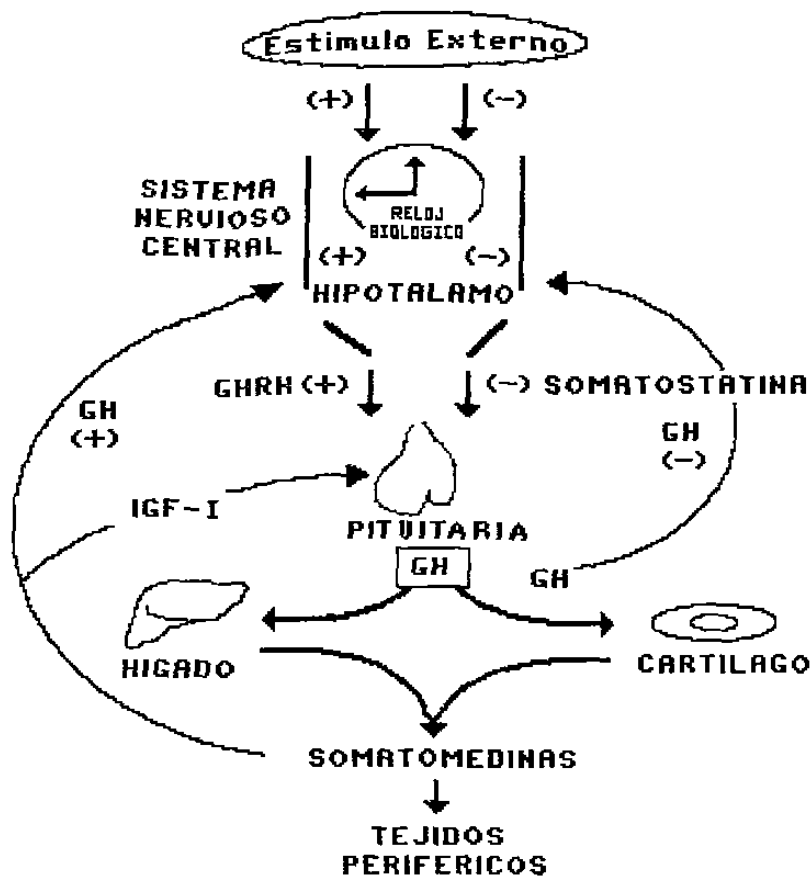 Estimulo Externo
(+) (-)
SISTEMA
NERVIOSO
CENTRAL
RELOJ
BIOLOGICO
(+) (-)
HIPOTALAMO
GHRH (+) (-) SOMATOSTATINA
GH
(+)
GH
(-)
IGF-I
PITUITARIA
GH
GH
HIGADO
CARTILAGO
SOMATOMEDINAS
TEJIDOS
PERIFERICOS